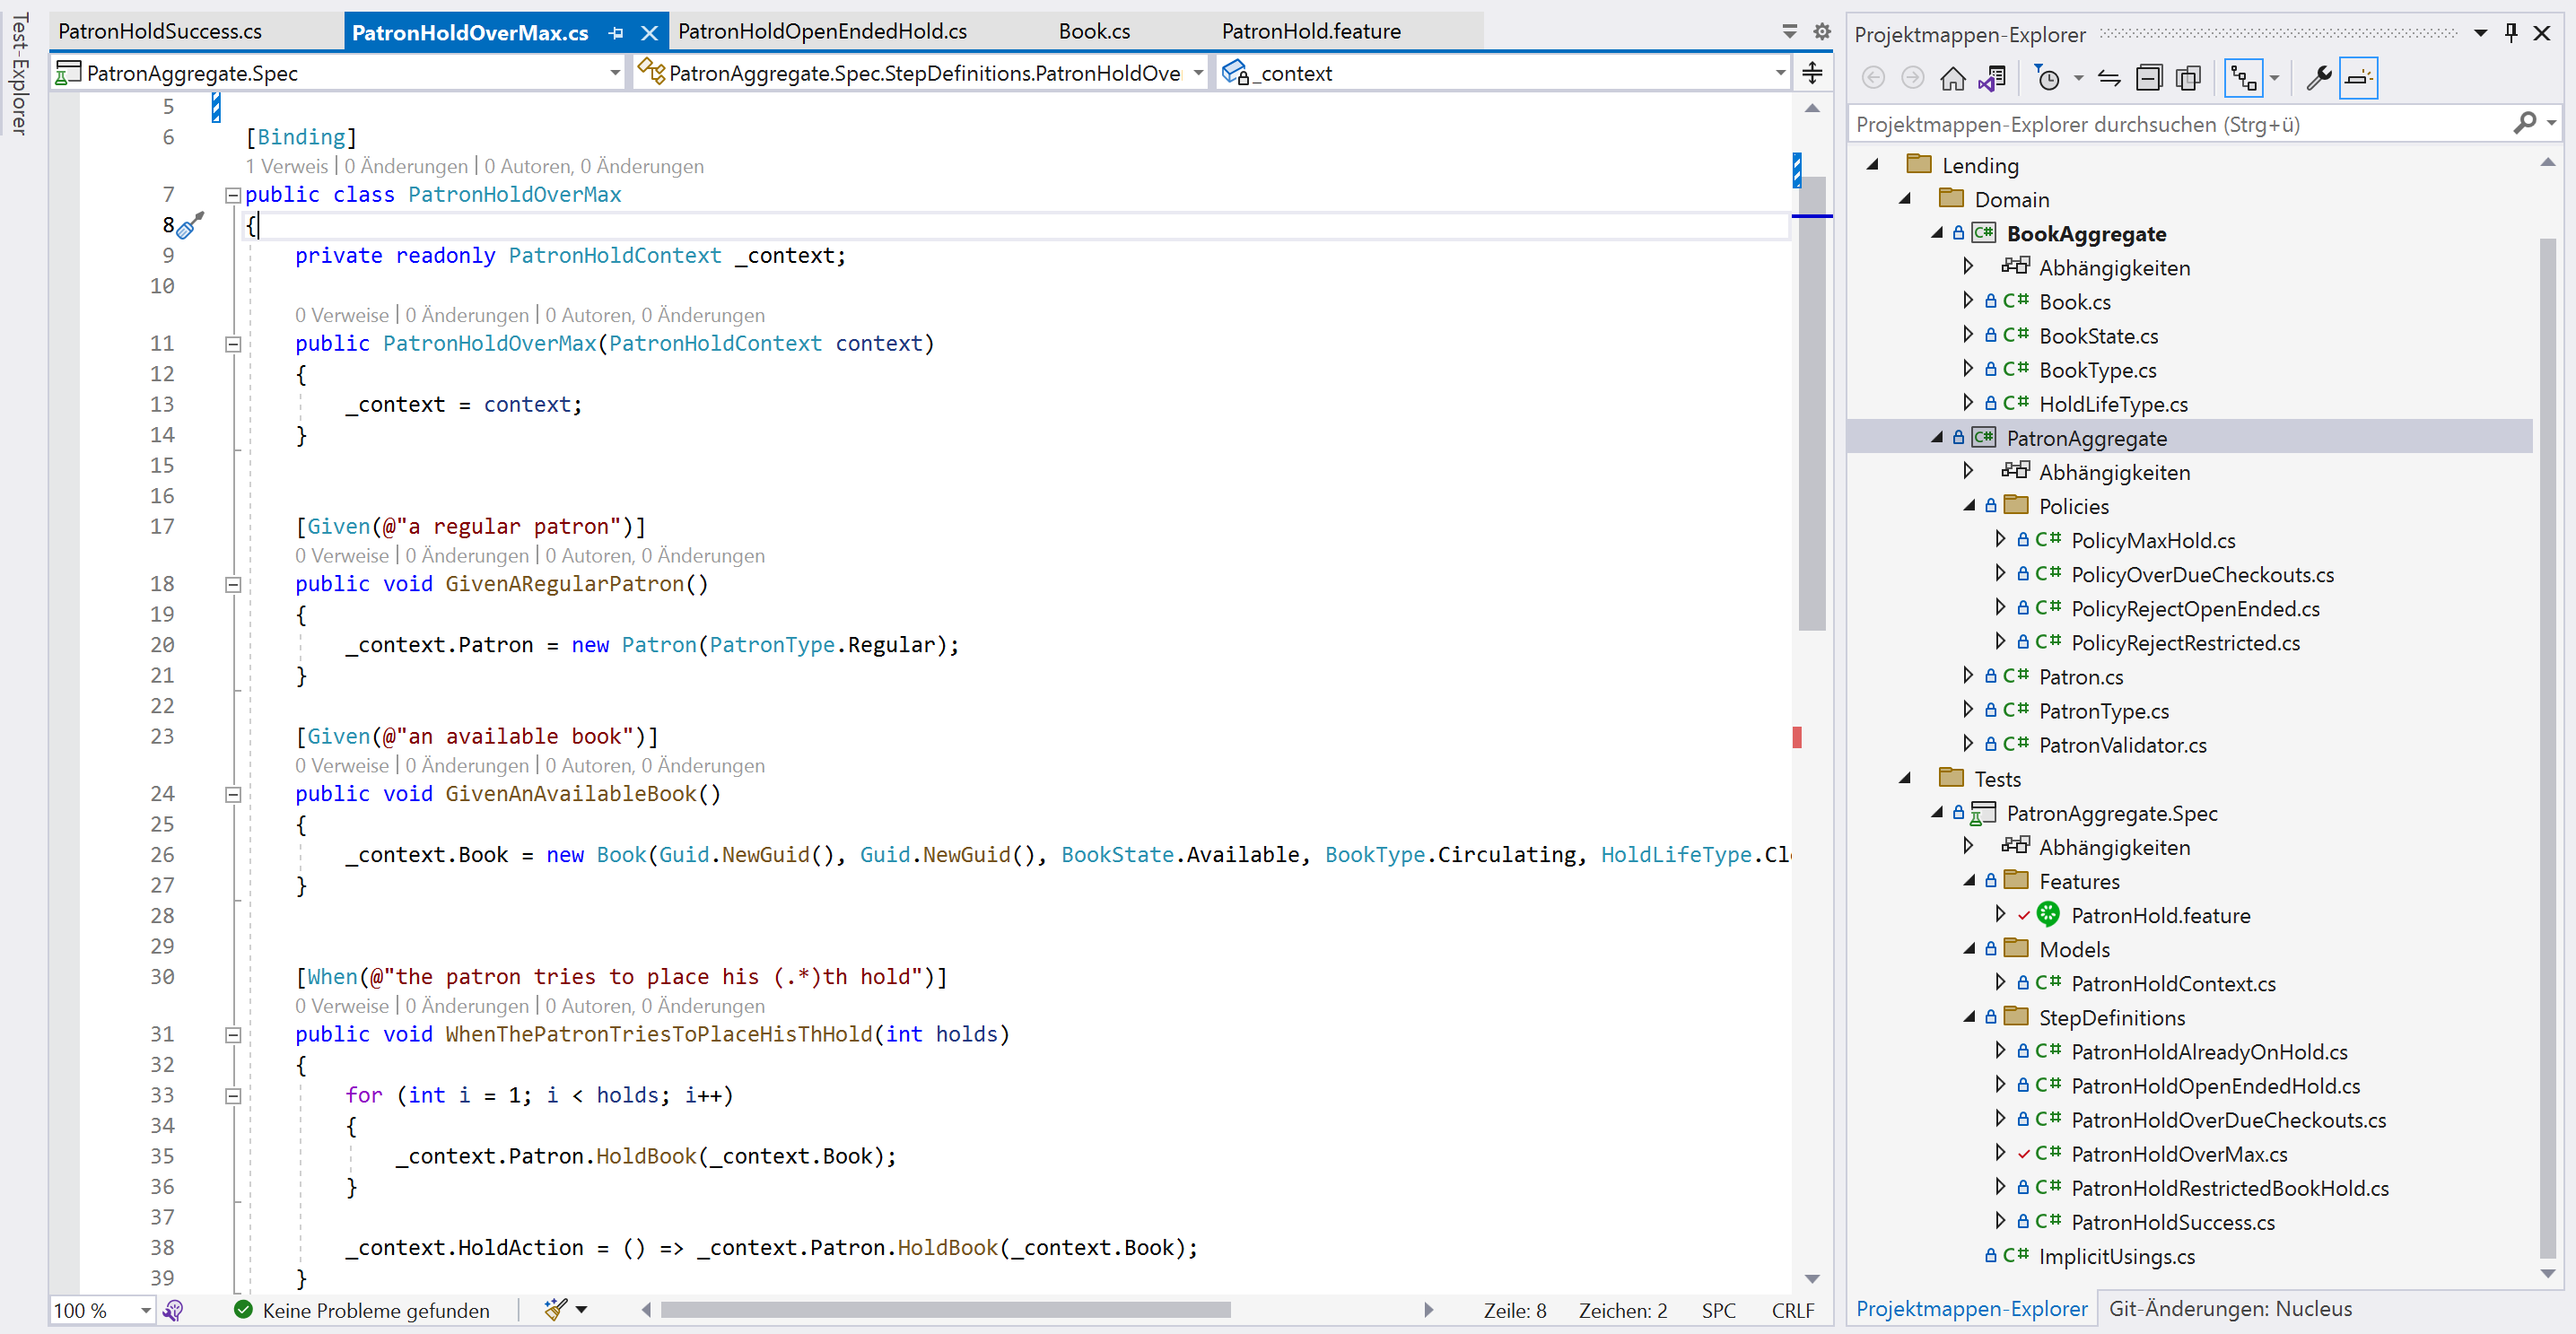 Test-Explorer
PatronHoldSuccess.cs
PatronHoldOverMax.cs
PatronHoldOpenEndedHold.cs
Book.cs
PatronHold.feature
PatronAggregate.Spec
PatronAggregate.Spec.StepDefinitions.PatronHoldOve
_context
5
6 [Binding]
1 Verweis | 0 Änderungen | 0 Autoren, 0 Änderungen
7 public class PatronHoldOverMax
8 {
9 private readonly PatronHoldContext _context;
10
0 Verweise | 0 Änderungen | 0 Autoren, 0 Änderungen
11 public PatronHoldOverMax(PatronHoldContext context)
12 {
13 _context = context;
14 }
15
16
17 [Given(@"a regular patron")]
0 Verweise | 0 Änderungen | 0 Autoren, 0 Änderungen
18 public void GivenARegularPatron()
19 {
20 _context.Patron = new Patron(PatronType.Regular);
21 }
22
23 [Given(@"an available book")]
0 Verweise | 0 Änderungen | 0 Autoren, 0 Änderungen
24 public void GivenAnAvailableBook()
25 {
26 _context.Book = new Book(Guid.NewGuid(), Guid.NewGuid(), BookState.Available, BookType.Circulating, HoldLifeType.Cl
27 }
28
29
30 [When(@"the patron tries to place his (.*)th hold")]
0 Verweise | 0 Änderungen | 0 Autoren, 0 Änderungen
31 public void WhenThePatronTriesToPlaceHisThHold(int holds)
32 {
33 for (int i = 1; i < holds; i++)
34 {
35 _context.Patron.HoldBook(_context.Book);
36 }
37
38 _context.HoldAction = () => _context.Patron.HoldBook(_context.Book);
39 }
100 %
Keine Probleme gefunden
Zeile: 8
Zeichen: 2
SPC
CRLF
Projektmappen-Explorer
Projektmappen-Explorer durchsuchen (Strg+ü)
Lending
Domain
C# BookAggregate
Abhängigkeiten
C# Book.cs
C# BookState.cs
C# BookType.cs
C# HoldLifeType.cs
C# PatronAggregate
Abhängigkeiten
Policies
C# PolicyMaxHold.cs
C# PolicyOverDueCheckouts.cs
C# PolicyRejectOpenEnded.cs
C# PolicyRejectRestricted.cs
C# Patron.cs
C# PatronType.cs
C# PatronValidator.cs
Tests
PatronAggregate.Spec
Abhängigkeiten
Features
PatronHold.feature
Models
C# PatronHoldContext.cs
StepDefinitions
C# PatronHoldAlreadyOnHold.cs
C# PatronHoldOpenEndedHold.cs
C# PatronHoldOverDueCheckouts.cs
C# PatronHoldOverMax.cs
C# PatronHoldRestrictedBookHold.cs
C# PatronHoldSuccess.cs
C# ImplicitUsings.cs
Projektmappen-Explorer
Git-Änderungen: Nucleus